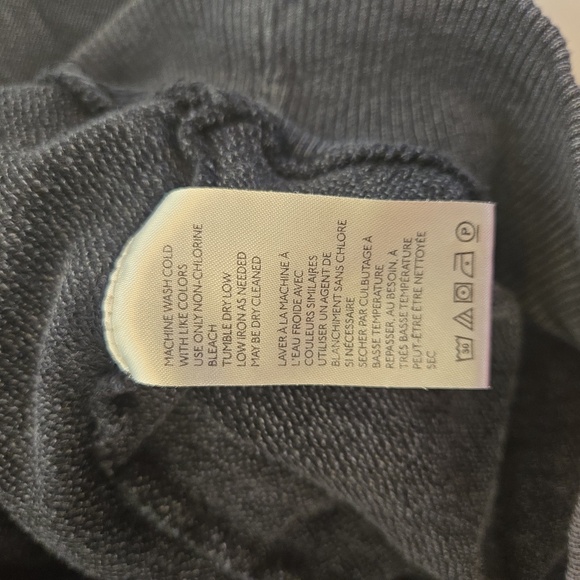 MACHINE WASH COLD
WITH LIKE COLORS
USE ONLY NON-CHLORINE
BLEACH
TUMBLE DRY LOW
LOW IRON AS NEEDED
MAY BE DRY CLEANED
LAVER À LA MACHINE À
L'EAU FROIDE AVEC
COULEURS SIMILAIRES
UTILISER UN AGENT DE
BLANCHIMENT SANS CHLORE
SI NÉCESSAIRE
SECHER PAR CULBUTAGE À
BASSE TEMPÉRATURE
REPASSER, AU BESOIN, À
TRÈS BASSE TEMPÉRATURE
PEUT-ÊTRE ÊTRE NETTOYÉE
SEC
30 P